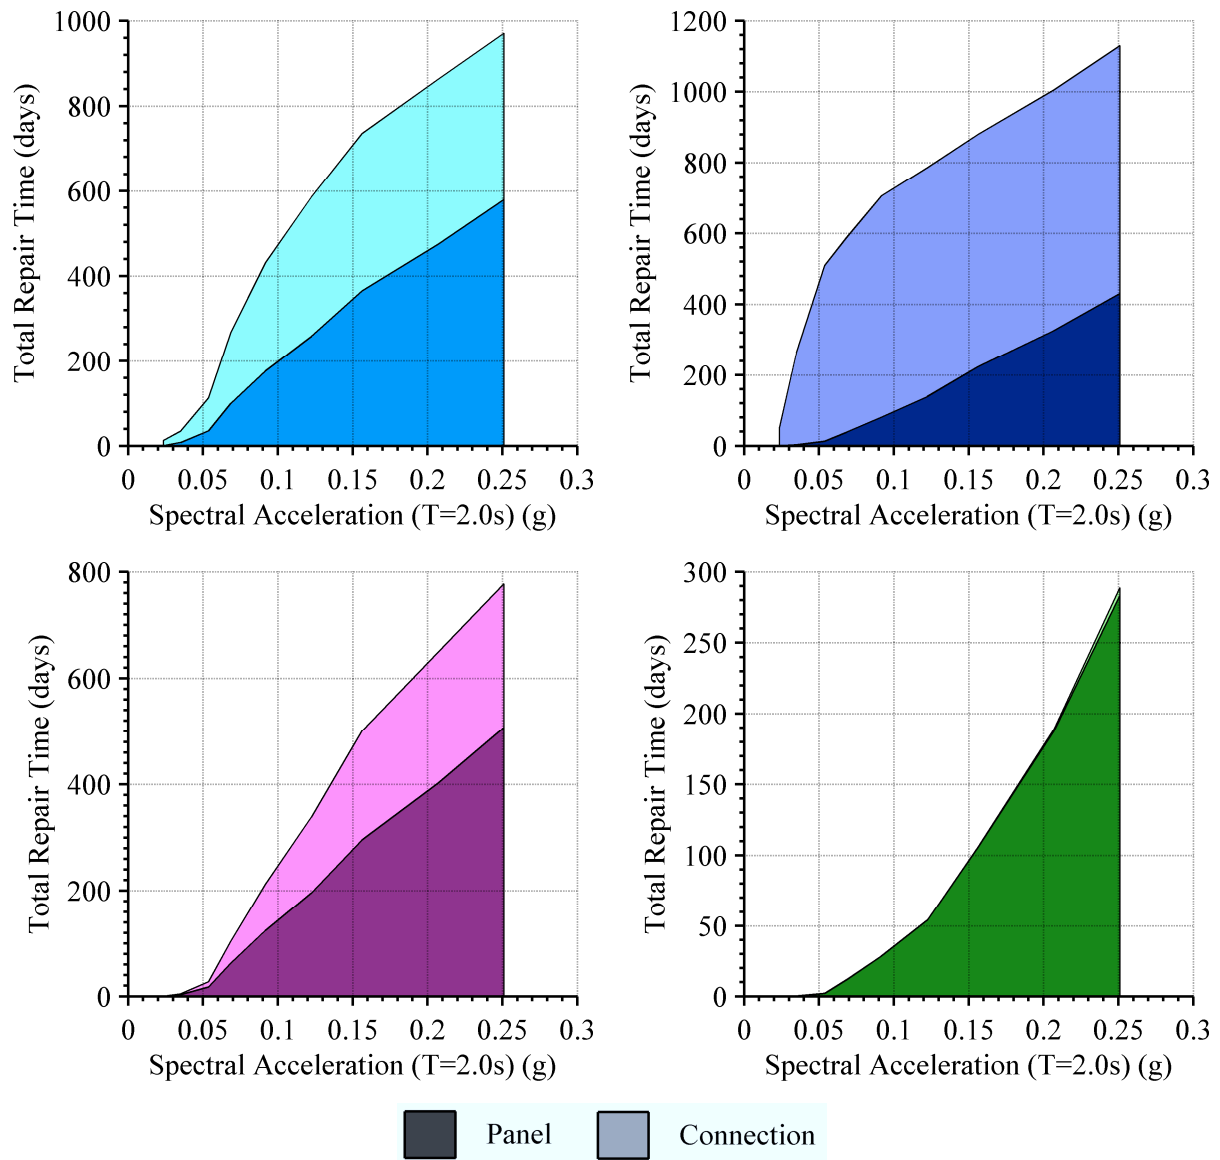 1000
800
600
400
200
0
Total Repair Time (days)
0 0.05 0.1 0.15 0.2 0.25 0.3
Spectral Acceleration (T=2.0s) (g)
1200
1000
800
600
400
200
0
Total Repair Time (days)
0 0.05 0.1 0.15 0.2 0.25 0.3
Spectral Acceleration (T=2.0s) (g)
800
600
400
200
0
Total Repair Time (days)
0 0.05 0.1 0.15 0.2 0.25 0.3
Spectral Acceleration (T=2.0s) (g)
300
250
200
150
100
50
0
Total Repair Time (days)
0 0.05 0.1 0.15 0.2 0.25 0.3
Spectral Acceleration (T=2.0s) (g)
Panel Connection